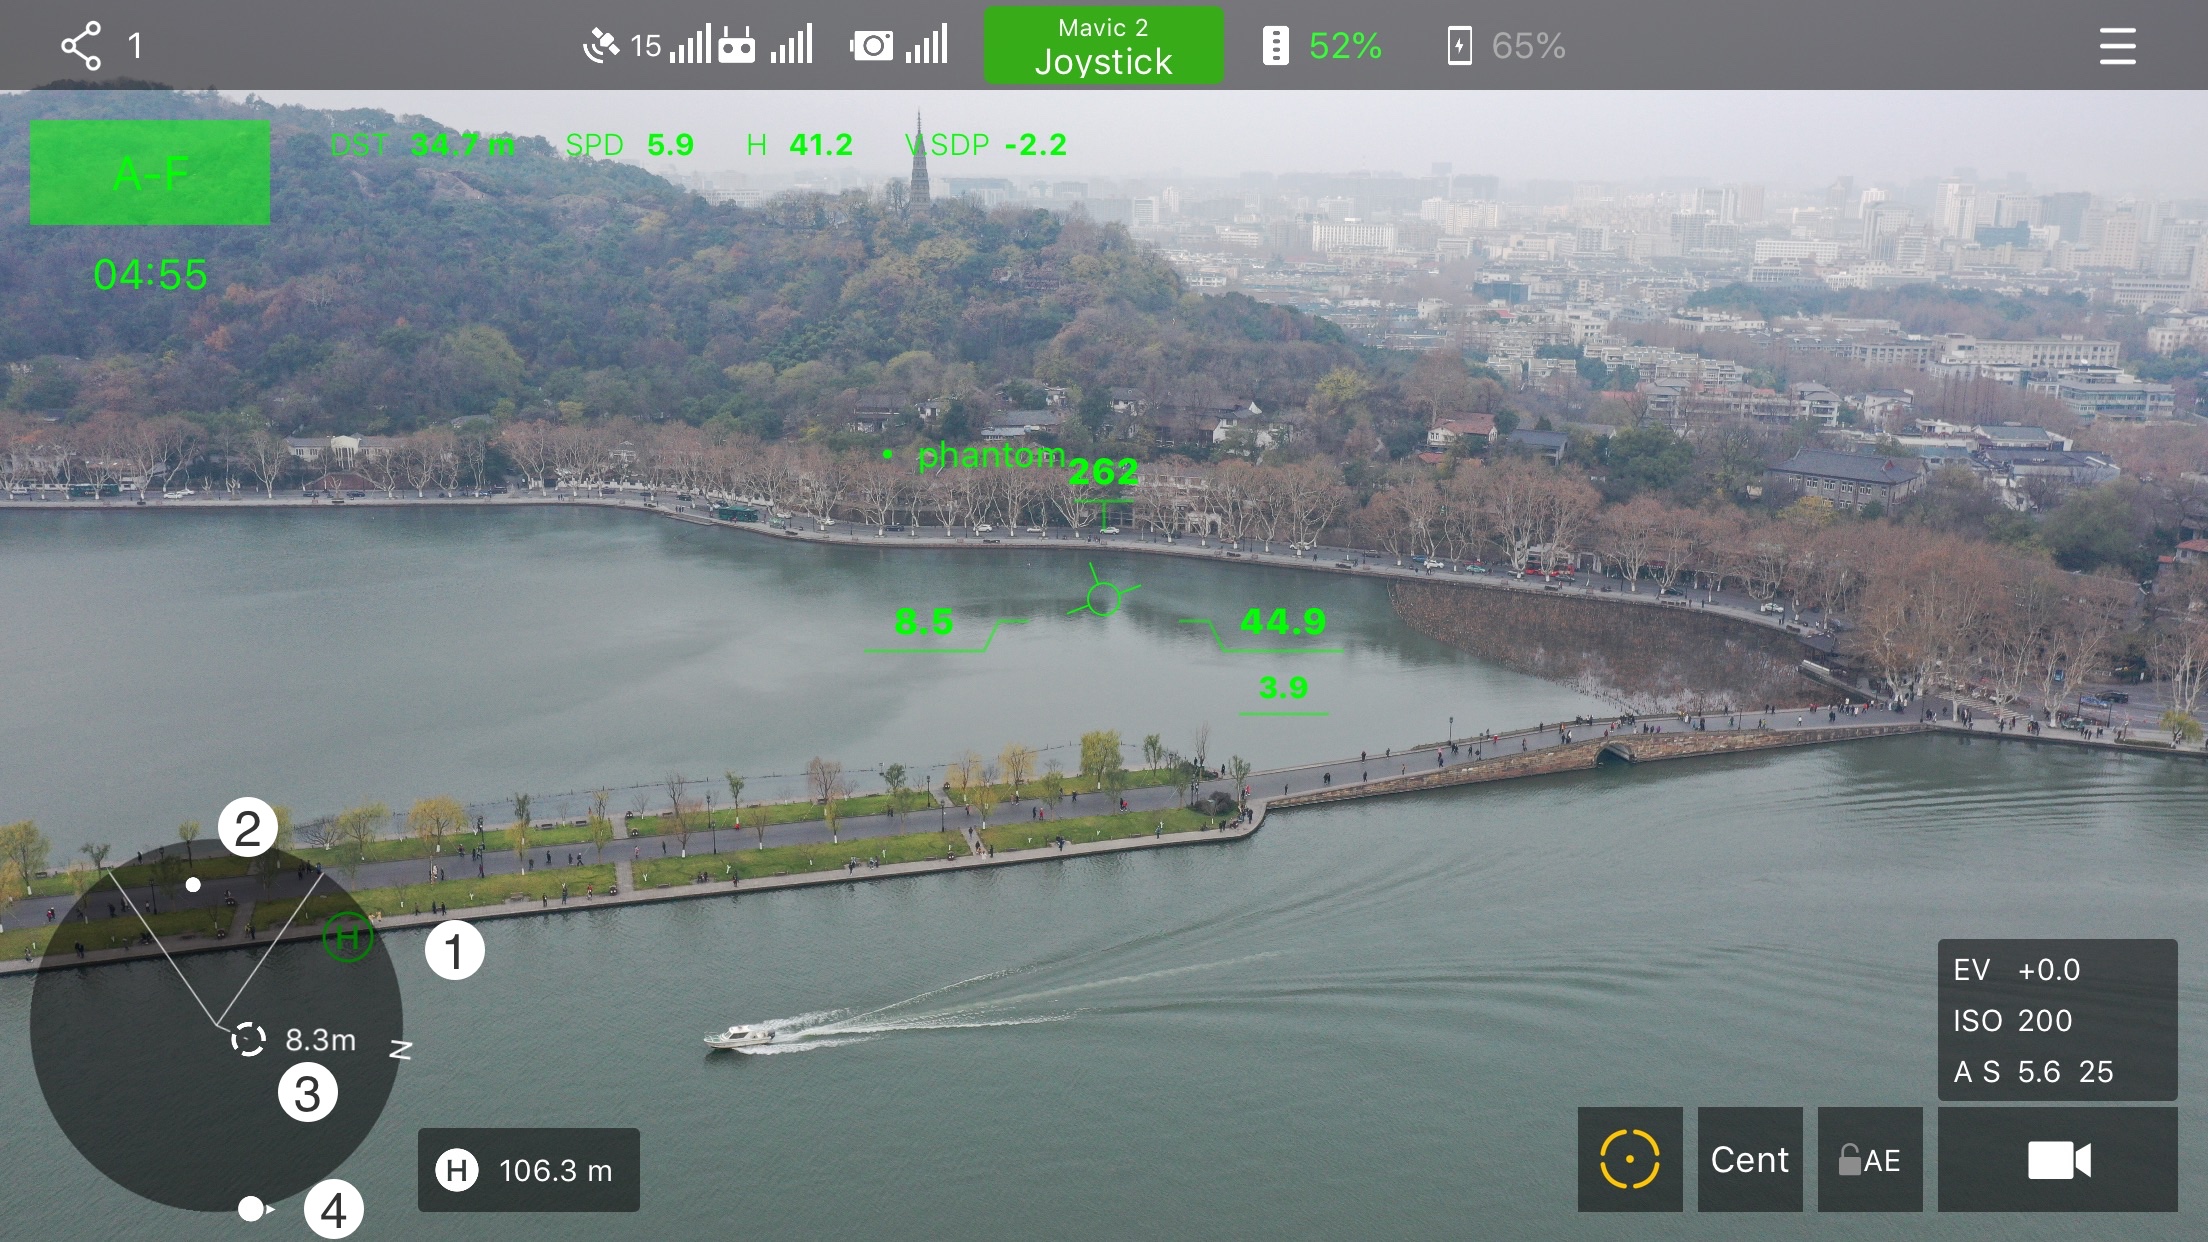 1
15
Mavic 2
Joystick
52%
65%
DST 34.7 m SPD 5.9 H 41.2 V.SDP -2.2
A-F
04:55
phantom
262
8.5
44.9
3.9
2
H
1
8.3m
N
3
4
H 106.3 m
EV +0.0
ISO 200
A S 5.6 25
Cent
AE